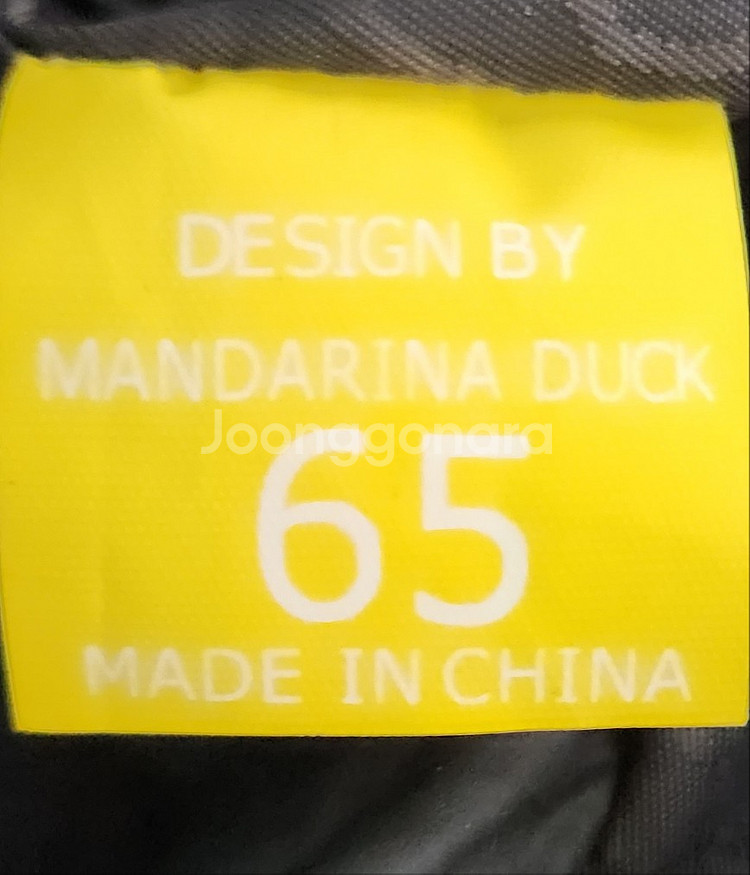 DESIGN BY
MANDARINA DUCK
Joonggonara
65
MADE IN CHINA